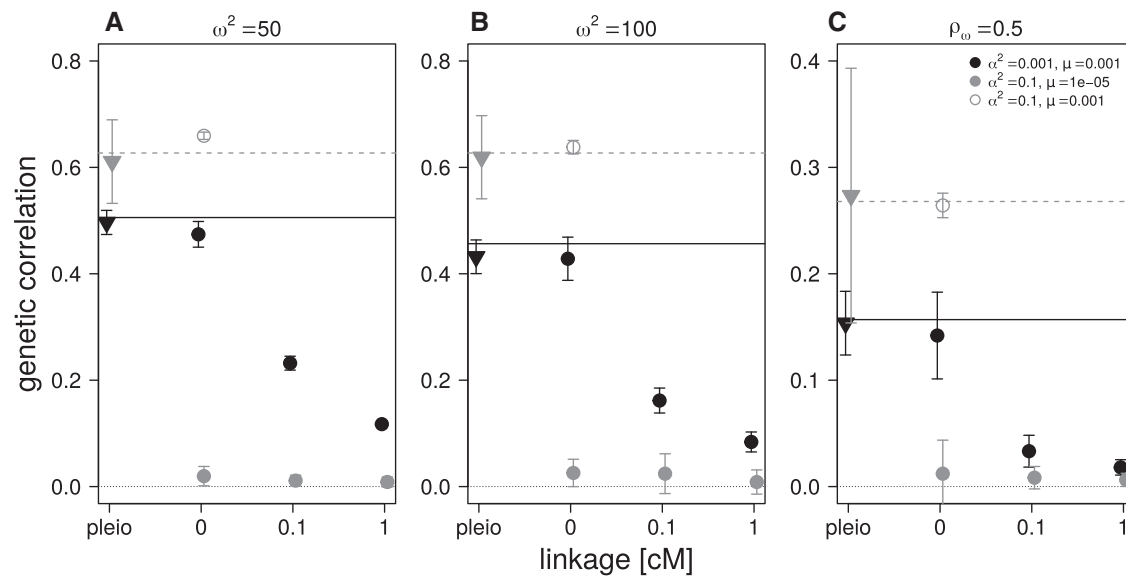 A ω² =50
B ω² =100
C ρω =0.5
α² =0.001, μ=0.001
α² =0.1, μ=1e−05
α² =0.1, μ=0.001
genetic correlation
0.8
0.6
0.4
0.2
0.0
pleio 0 0.1 1
0.8
0.6
0.4
0.2
0.0
pleio 0 0.1 1
0.4
0.3
0.2
0.1
0.0
pleio 0 0.1 1
linkage [cM]